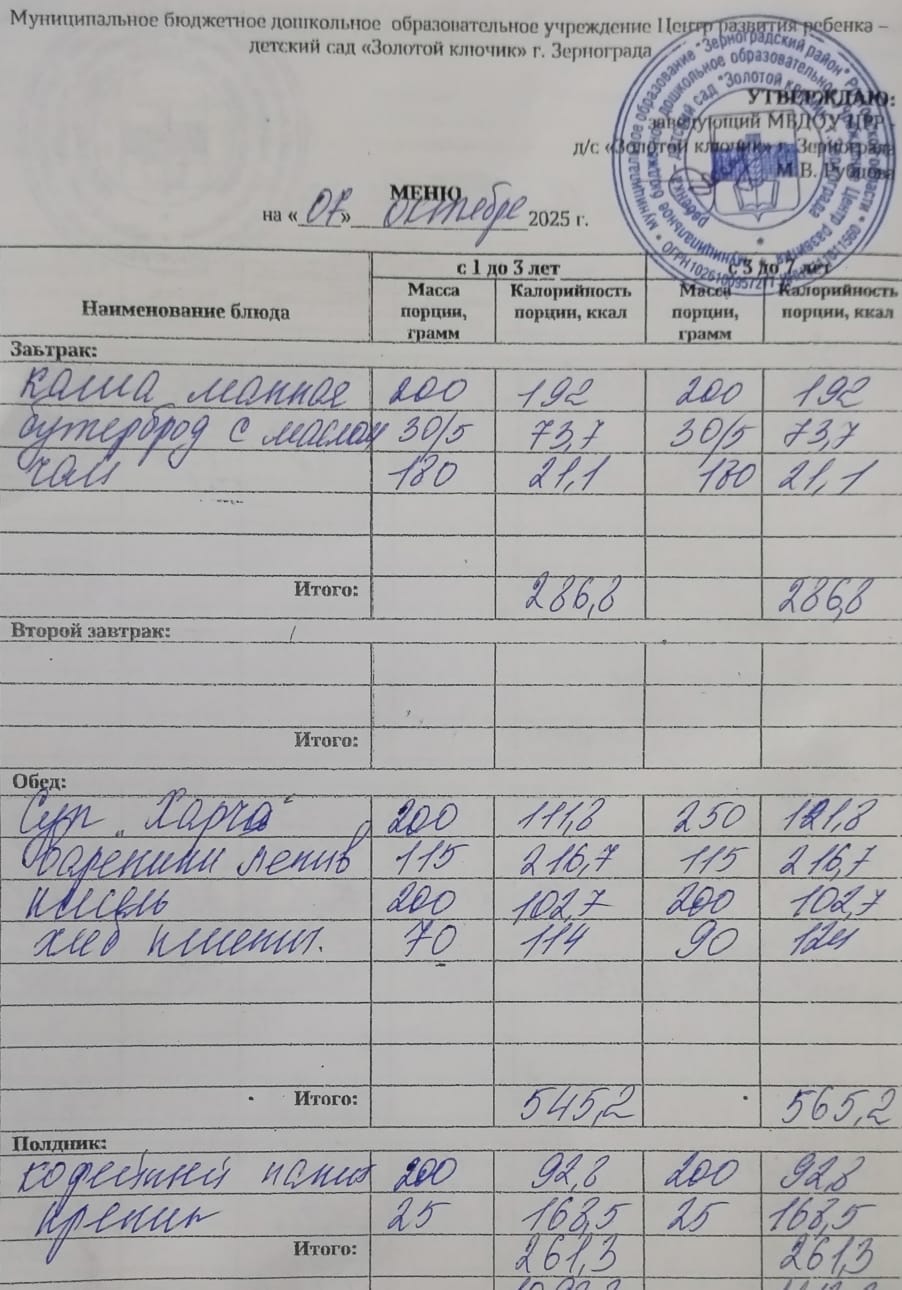 Муниципальное бюджетное дошкольное образовательное учреждение Центр развития ребенка –
детский сад «Золотой ключик» г. Зернограда
УТВЕРЖДАЮ:
заведующий МБДОУ ЦРР -
д/с «Золотой ключик» г. Зернограда
М.В. Рубцова
МЕНЮ
на « 07 » октября 2025 г.
с 1 до 3 лет с 3 до 7 лет
Наименование блюда Масса порции, грамм Калорийность порции, ккал Масса порции, грамм Калорийность порции, ккал
Завтрак:
каша манная 200 192 200 192
бутерброд с маслом 30/5 73,7 30/5 73,7
чай 180 21,1 180 21,1
Итого: 286,8 286,8
Второй завтрак:
Итого:
Обед:
Суп „Харчо“ 200 111,8 250 121,8
Вареники ленив 115 216,7 115 216,7
кисель 200 102,7 200 102,7
хлеб пшенич. 70 114 90 124
Итого: 545,2 565,2
Полдник:
кофейный напит 200 92,8 200 92,8
крекер 25 168,5 25 168,5
Итого: 261,3 261,3